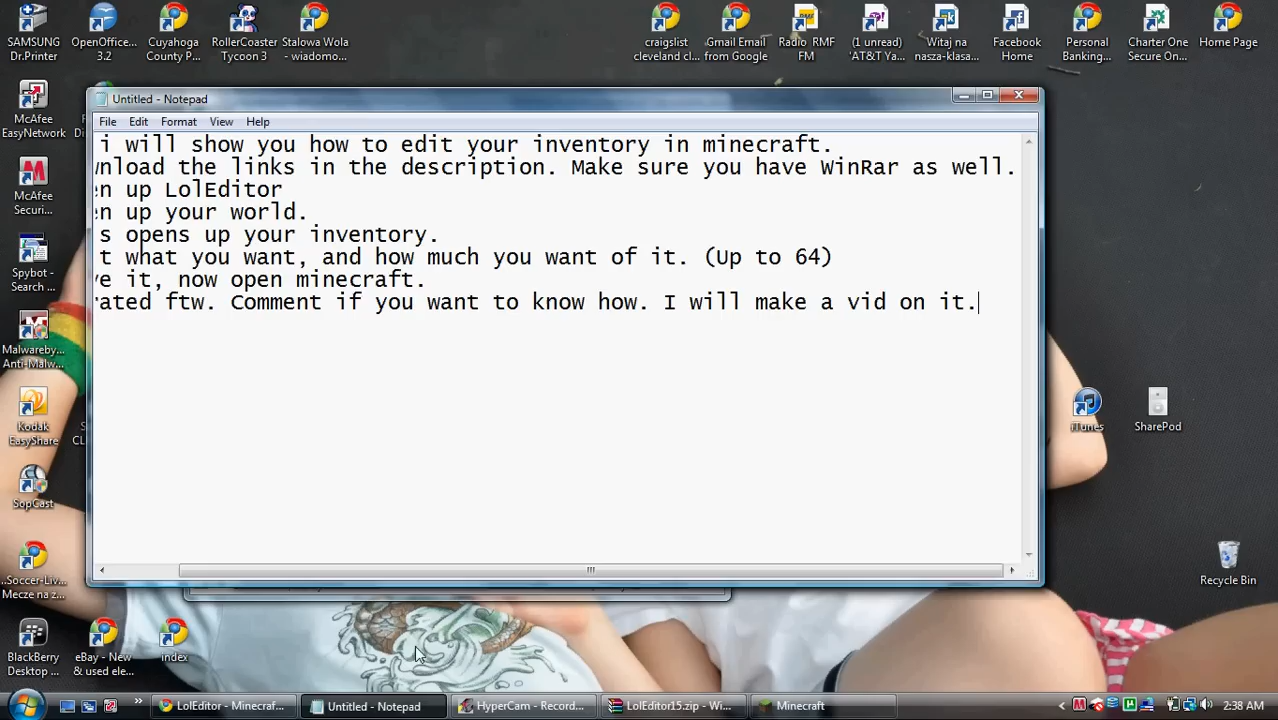 SAMSUNG Dr.Printer
OpenOffice... 3.2
Cuyahoga County P...
RollerCoaster Tycoon 3
Stalowa Wola - wiadomo...
craigslist cleveland cl...
Gmail Email from Google
Radio RMF FM
(1 unread) 'AT&T Ya...
Witaj na nasza-klasa...
Facebook Home
Personal Banking...
Charter One Secure On...
Home Page
McAfee EasyNetwork
McAfee Securi...
Spybot - Search ...
Malwareby... Anti-Malw...
Kodak EasyShare
SopCast
..Soccer-Liv... Mecze na z...
BlackBerry Desktop ...
eBay - New & used ele...
index
iTunes
SharePod
Recycle Bin
Untitled - Notepad
File Edit Format View Help
i will show you how to edit your inventory in minecraft.
wnload the links in the description. Make sure you have WinRar as well.
en up LolEditor
en up your world.
s opens up your inventory.
t what you want, and how much you want of it. (Up to 64)
ve it, now open minecraft.
ated ftw. Comment if you want to know how. I will make a vid on it.
LolEditor - Minecraf...
Untitled - Notepad
HyperCam - Record...
LolEditor15.zip - Wi...
Minecraft
2:38 AM